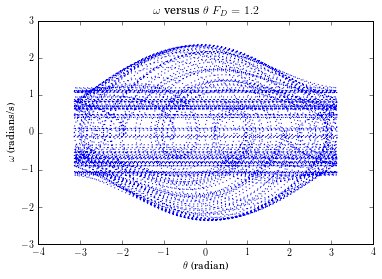 ω versus θ F_D = 1.2
3
2
1
0
−1
−2
−3
ω (radians/s)
−4 −3 −2 −1 0 1 2 3 4
θ (radian)